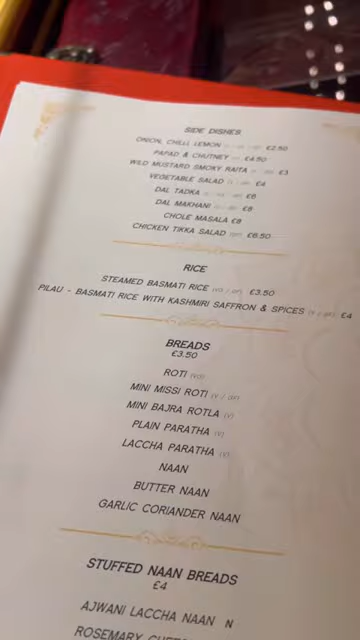 SIDE DISHES
ONION, CHILLI, LEMON £2.50
PAPAD & CHUTNEY £4.50
WILD MUSTARD SMOKY RAITA £3
VEGETABLE SALAD £4
DAL TADKA £6
DAL MAKHANI £8
CHOLE MASALA £8
CHICKEN TIKKA SALAD £6.50
RICE
STEAMED BASMATI RICE £3.50
PILAU - BASMATI RICE WITH KASHMIRI SAFFRON & SPICES £4
BREADS
£3.50
ROTI
MINI MISSI ROTI
MINI BAJRA ROTLA (V)
PLAIN PARATHA (V)
LACCHA PARATHA (V)
NAAN
BUTTER NAAN
GARLIC CORIANDER NAAN
STUFFED NAAN BREADS
£4
AJWANI LACCHA NAAN N
ROSEMARY